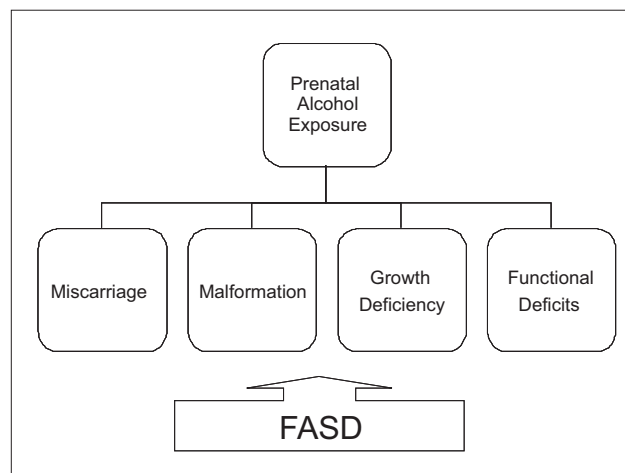 Prenatal
Alcohol
Exposure
Miscarriage
Malformation
Growth
Deficiency
Functional
Deficits
FASD